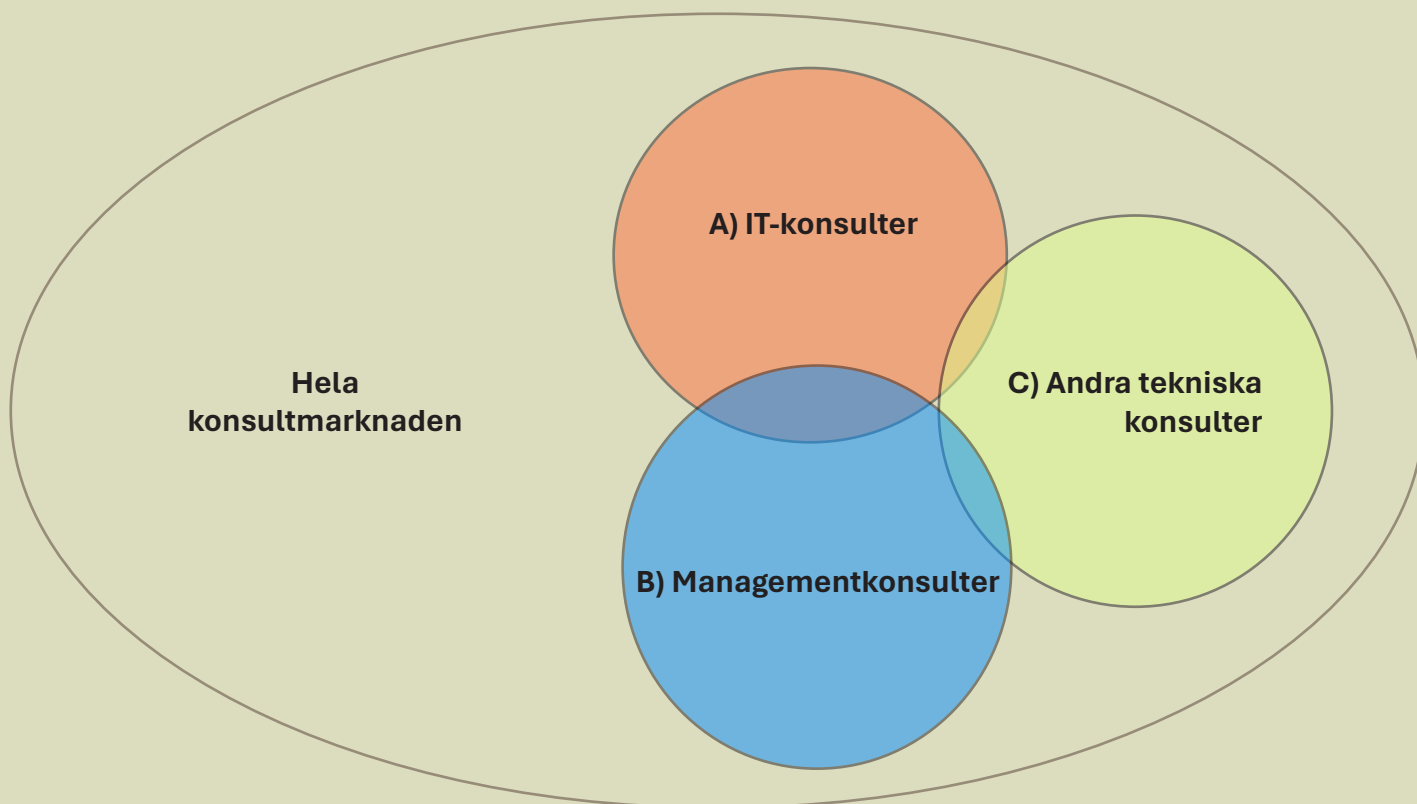 A) IT-konsulter
Hela
konsultmarknaden
C) Andra tekniska
konsulter
B) Managementkonsulter